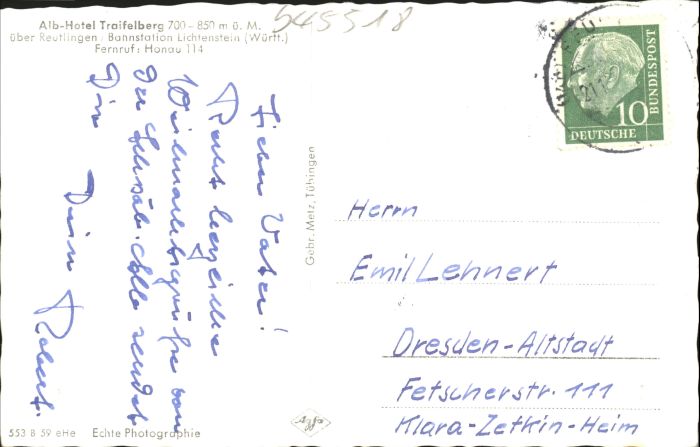 Alb-Hotel Traifelberg 700-850 m ü. M.
über Reutlingen / Bahnstation Lichtenstein (Württ.)
Fernruf: Honau 114
645518
Lieber Vater!
Recht herzliche
Weihnachtsgrüße von
der Schwäb. Alb sendet
Dir
Dein Robert.
Gebr. Metz, Tübingen
10
DEUTSCHE
BUNDESPOST
Herrn
Emil Lehnert
Dresden-Altstadt
Fetscherstr. 111
Klara-Zetkin-Heim
553 B 59 eHe Echte Photographie